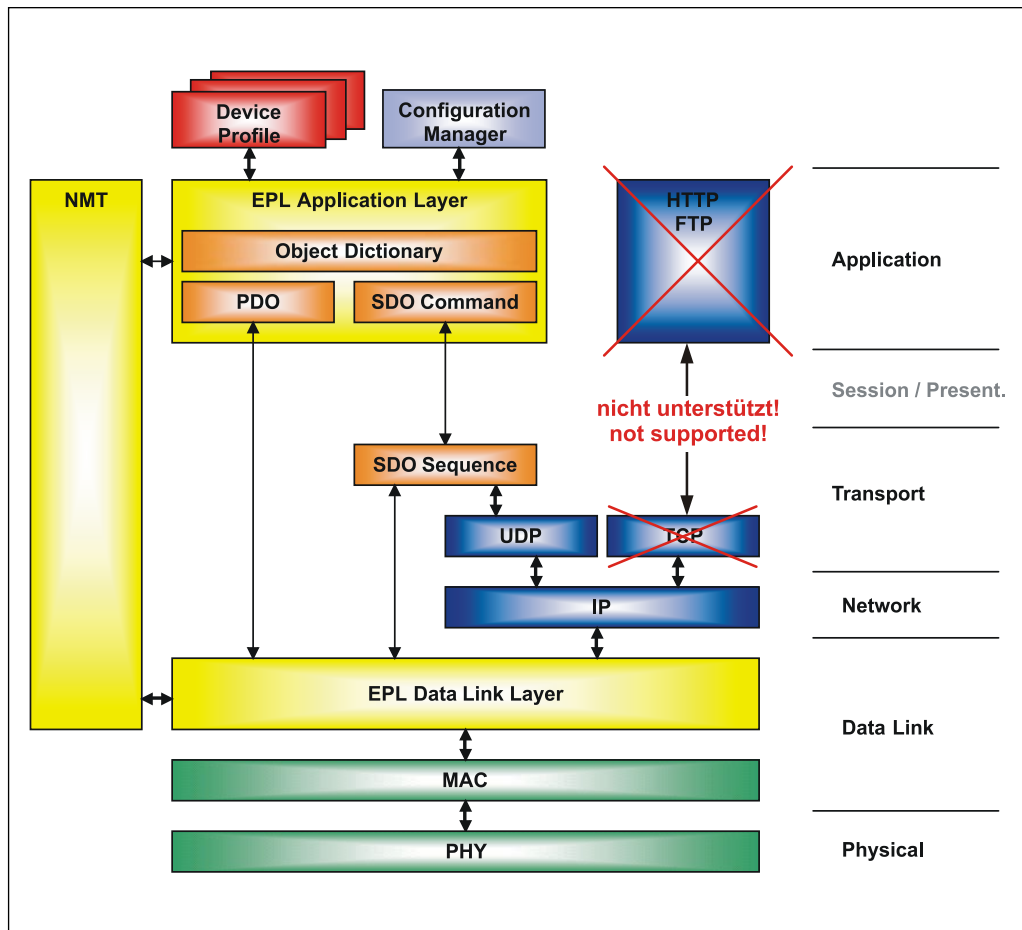 Device
Profile
Configuration
Manager
NMT
EPL Application Layer
HTTP
FTP
Object Dictionary
Application
PDO
SDO Command
Session / Present.
nicht unterstützt!
not supported!
SDO Sequence
Transport
UDP
TCP
IP
Network
EPL Data Link Layer
Data Link
MAC
PHY
Physical